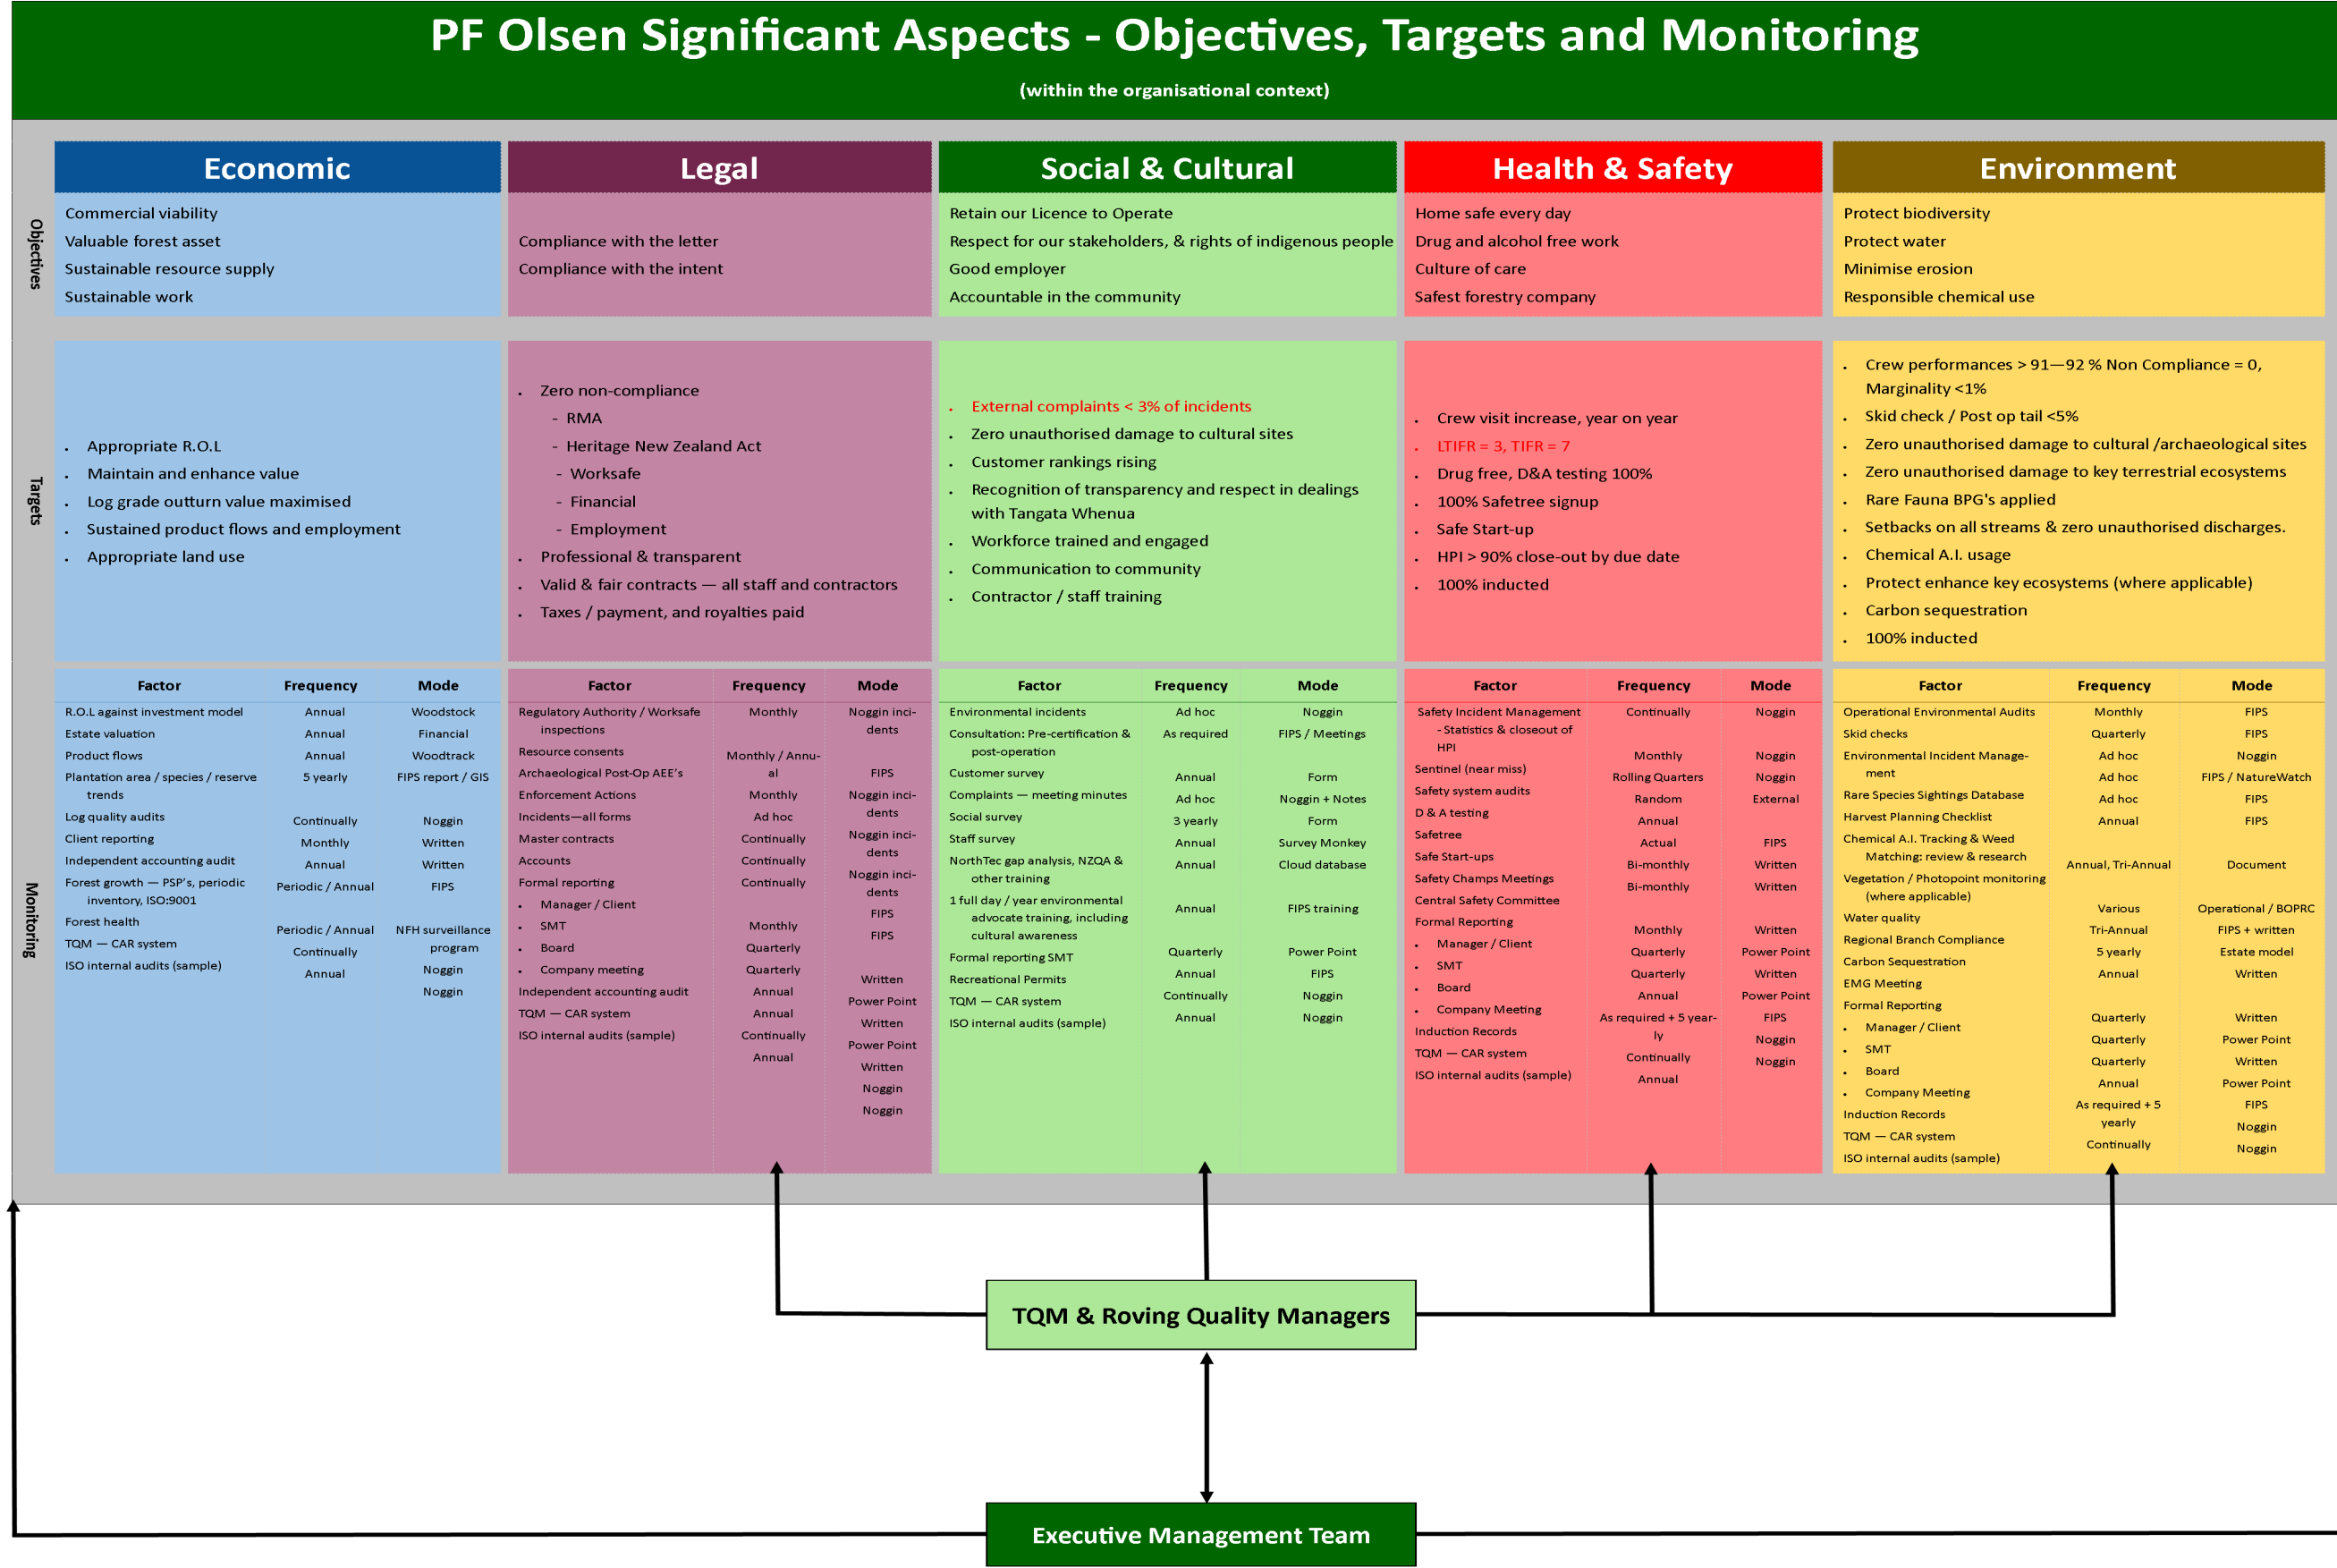 PF Olsen Significant Aspects - Objectives, Targets and Monitoring
(within the organisational context)
Economic
Legal
Social & Cultural
Health & Safety
Environment
Objectives
Commercial viability
Valuable forest asset
Sustainable resource supply
Sustainable work
Compliance with the letter
Compliance with the intent
Retain our Licence to Operate
Respect for our stakeholders, & rights of indigenous people
Good employer
Accountable in the community
Home safe every day
Drug and alcohol free work
Culture of care
Safest forestry company
Protect biodiversity
Protect water
Minimise erosion
Responsible chemical use
Targets
• Appropriate R.O.L
• Maintain and enhance value
• Log grade outturn value maximised
• Sustained product flows and employment
• Appropriate land use
• Zero non-compliance
- RMA
- Heritage New Zealand Act
- Worksafe
- Financial
- Employment
• Professional & transparent
• Valid & fair contracts — all staff and contractors
• Taxes / payment, and royalties paid
• External complaints < 3% of incidents
• Zero unauthorised damage to cultural sites
• Customer rankings rising
• Recognition of transparency and respect in dealings
with Tangata Whenua
• Workforce trained and engaged
• Communication to community
• Contractor / staff training
• Crew visit increase, year on year
• LTIFR = 3, TIFR = 7
• Drug free, D&A testing 100%
• 100% Safetree signup
• Safe Start-up
• HPI > 90% close-out by due date
• 100% inducted
• Crew performances > 91—92 % Non Compliance = 0,
Marginality <1%
• Skid check / Post op tail <5%
• Zero unauthorised damage to cultural /archaeological sites
• Zero unauthorised damage to key terrestrial ecosystems
• Rare Fauna BPG's applied
• Setbacks on all streams & zero unauthorised discharges.
• Chemical A.I. usage
• Protect enhance key ecosystems (where applicable)
• Carbon sequestration
• 100% inducted
Monitoring
Factor
R.O.L against investment model
Estate valuation
Product flows
Plantation area / species / reserve
trends
Log quality audits
Client reporting
Independent accounting audit
Forest growth — PSP's, periodic
inventory, ISO:9001
Forest health
TQM — CAR system
ISO internal audits (sample)
Frequency
Annual
Annual
Annual
5 yearly
Continually
Monthly
Annual
Periodic / Annual
Periodic / Annual
Continually
Annual
Mode
Woodstock
Financial
Woodtrack
FIPS report / GIS
Noggin
Written
Written
FIPS
NFH surveillance
program
Noggin
Noggin
Factor
Regulatory Authority / Worksafe
inspections
Resource consents
Archaeological Post-Op AEE's
Enforcement Actions
Incidents—all forms
Master contracts
Accounts
Formal reporting
• Manager / Client
• SMT
• Board
• Company meeting
Independent accounting audit
TQM — CAR system
ISO internal audits (sample)
Frequency
Monthly
Monthly / Annu-
al
Monthly
Ad hoc
Continually
Continually
Continually
Monthly
Quarterly
Quarterly
Annual
Annual
Continually
Annual
Mode
Noggin inci-
dents
FIPS
Noggin inci-
dents
Noggin inci-
dents
Noggin inci-
dents
FIPS
FIPS
Written
Power Point
Written
Power Point
Written
Noggin
Noggin
Factor
Environmental incidents
Consultation: Pre-certification &
post-operation
Customer survey
Complaints — meeting minutes
Social survey
Staff survey
NorthTec gap analysis, NZQA &
other training
1 full day / year environmental
advocate training, including
cultural awareness
Formal reporting SMT
Recreational Permits
TQM — CAR system
ISO internal audits (sample)
Frequency
Ad hoc
As required
Annual
Ad hoc
3 yearly
Annual
Annual
Annual
Quarterly
Annual
Continually
Annual
Mode
Noggin
FIPS / Meetings
Form
Noggin + Notes
Form
Survey Monkey
Cloud database
FIPS training
Power Point
FIPS
Noggin
Noggin
Factor
Safety Incident Management
- Statistics & closeout of
HPI
Sentinel (near miss)
Safety system audits
D & A testing
Safetree
Safe Start-ups
Safety Champs Meetings
Central Safety Committee
Formal Reporting
• Manager / Client
• SMT
• Board
• Company Meeting
Induction Records
TQM — CAR system
ISO internal audits (sample)
Frequency
Continually
Monthly
Rolling Quarters
Random
Annual
Actual
Bi-monthly
Bi-monthly
Monthly
Quarterly
Quarterly
Annual
As required + 5 year-
ly
Continually
Annual
Mode
Noggin
Noggin
Noggin
External
FIPS
Written
Written
Written
Power Point
Written
Power Point
FIPS
Noggin
Noggin
Factor
Operational Environmental Audits
Skid checks
Environmental Incident Manage-
ment
Rare Species Sightings Database
Harvest Planning Checklist
Chemical A.I. Tracking & Weed
Matching: review & research
Vegetation / Photopoint monitoring
(where applicable)
Water quality
Regional Branch Compliance
Carbon Sequestration
EMG Meeting
Formal Reporting
• Manager / Client
• SMT
• Board
• Company Meeting
Induction Records
TQM — CAR system
ISO internal audits (sample)
Frequency
Monthly
Quarterly
Ad hoc
Ad hoc
Ad hoc
Annual
Annual, Tri-Annual
Various
Tri-Annual
5 yearly
Annual
Quarterly
Quarterly
Quarterly
Annual
As required + 5
yearly
Continually
Mode
FIPS
FIPS
Noggin
FIPS / NatureWatch
FIPS
FIPS
Document
Operational / BOPRC
FIPS + written
Estate model
Written
Written
Power Point
Written
Power Point
FIPS
Noggin
Noggin
TQM & Roving Quality Managers
Executive Management Team